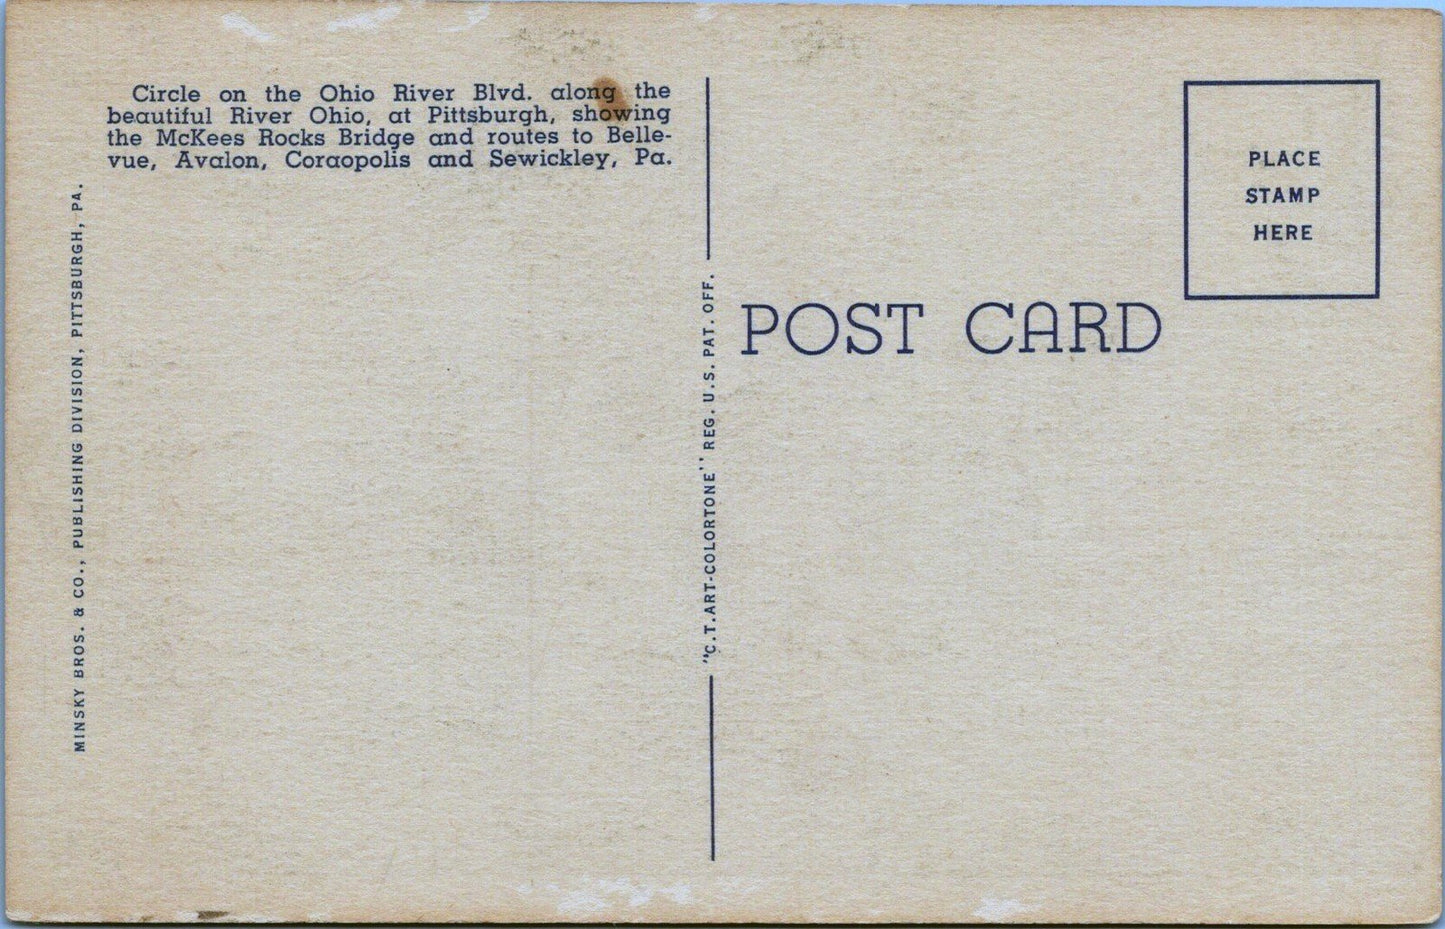 Circle on the Ohio River Blvd. along the
beautiful River Ohio, at Pittsburgh, showing
the McKees Rocks Bridge and routes to Belle-
vue, Avalon, Coraopolis and Sewickley, Pa.
MINSKY BROS. & CO., PUBLISHING DIVISION, PITTSBURGH, PA.
"C.T.ART-COLORTONE" REG. U.S. PAT. OFF.
POST CARD
PLACE
STAMP
HERE